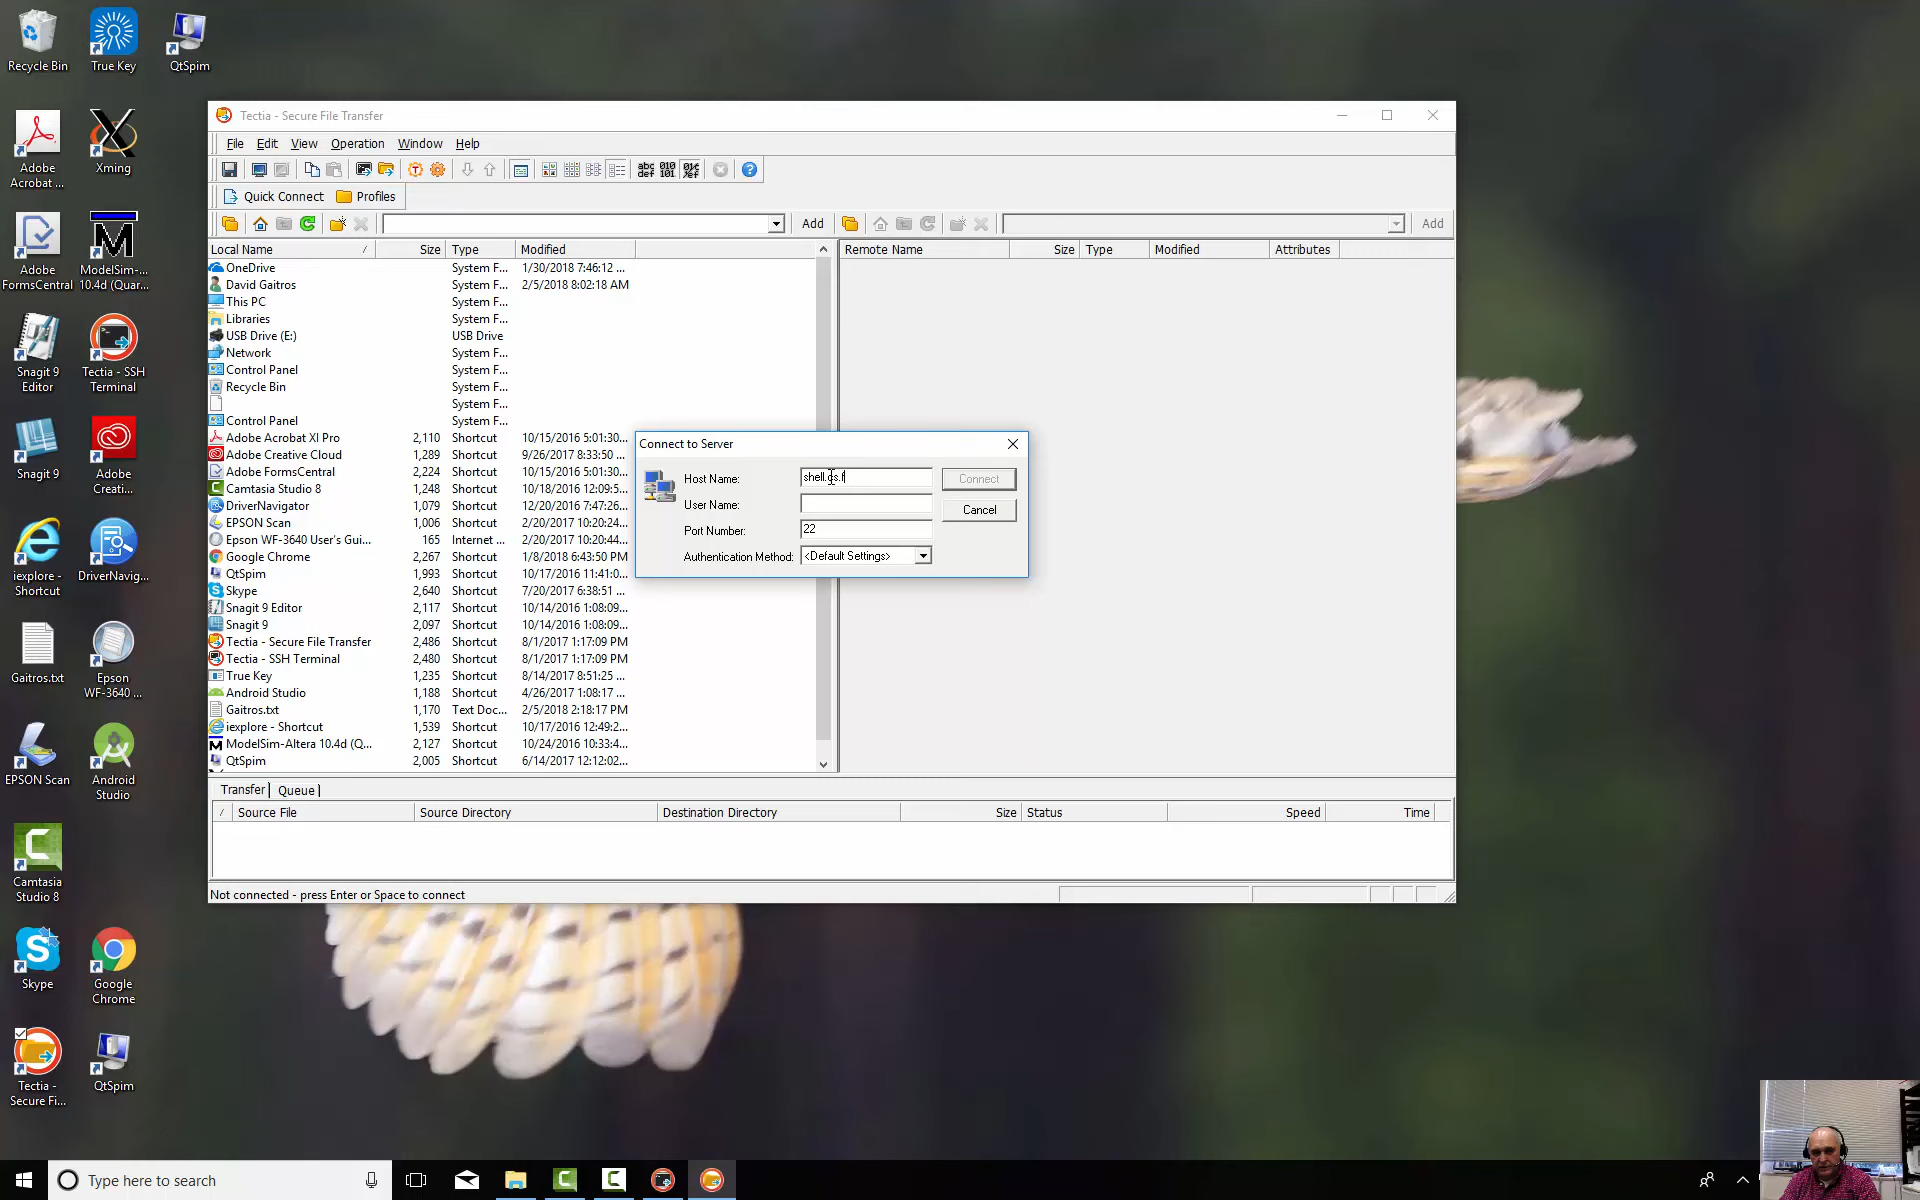 Recycle Bin
True Key
QtSpim
Adobe Acrobat ...
Xming
Adobe FormsCentral
ModelSim-... 10.4d (Quar...
Snagit 9 Editor
Tectia - SSH Terminal
Snagit 9
Adobe Creati...
iexplore - Shortcut
DriverNavig...
Gaitros.txt
Epson WF-3640 ...
EPSON Scan
Android Studio
Camtasia Studio 8
Skype
Google Chrome
Tectia - Secure Fi...
QtSpim
Tectia - Secure File Transfer
File Edit View Operation Window Help
Quick Connect Profiles
Add Add
Local Name / Size Type Modified
Remote Name Size Type Modified Attributes
OneDrive System F... 1/30/2018 7:46:12 ...
David Gaitros System F... 2/5/2018 8:02:18 AM
This PC System F...
Libraries System F...
USB Drive (E:) USB Drive
Network System F...
Control Panel System F...
Recycle Bin System F...
System F...
Control Panel System F...
Adobe Acrobat XI Pro 2,110 Shortcut 10/15/2016 5:01:30...
Adobe Creative Cloud 1,289 Shortcut 9/26/2017 8:33:50 ...
Adobe FormsCentral 2,224 Shortcut 10/15/2016 5:01:30...
Camtasia Studio 8 1,248 Shortcut 10/18/2016 12:09:5...
DriverNavigator 1,079 Shortcut 12/20/2016 7:47:26...
EPSON Scan 1,006 Shortcut 2/20/2017 10:20:24...
Epson WF-3640 User's Gui... 165 Internet ... 2/20/2017 10:20:44...
Google Chrome 2,267 Shortcut 1/8/2018 6:43:50 PM
QtSpim 1,993 Shortcut 10/17/2016 11:41:0...
Skype 2,640 Shortcut 7/20/2017 6:38:51 ...
Snagit 9 Editor 2,117 Shortcut 10/14/2016 1:08:09...
Snagit 9 2,097 Shortcut 10/14/2016 1:08:09...
Tectia - Secure File Transfer 2,486 Shortcut 8/1/2017 1:17:09 PM
Tectia - SSH Terminal 2,480 Shortcut 8/1/2017 1:17:09 PM
True Key 1,235 Shortcut 8/14/2017 8:51:25 ...
Android Studio 1,188 Shortcut 4/26/2017 1:08:17 ...
Gaitros.txt 1,170 Text Doc... 2/5/2018 2:18:17 PM
iexplore - Shortcut 1,539 Shortcut 10/17/2016 12:49:2...
ModelSim-Altera 10.4d (Q... 2,127 Shortcut 10/24/2016 10:33:4...
QtSpim 2,005 Shortcut 6/14/2017 12:12:02...
Connect to Server
Host Name: shell.cs.f Connect
User Name: Cancel
Port Number: 22
Authentication Method: <Default Settings>
Transfer Queue
/ Source File Source Directory Destination Directory Size Status Speed Time
Not connected - press Enter or Space to connect
Type here to search